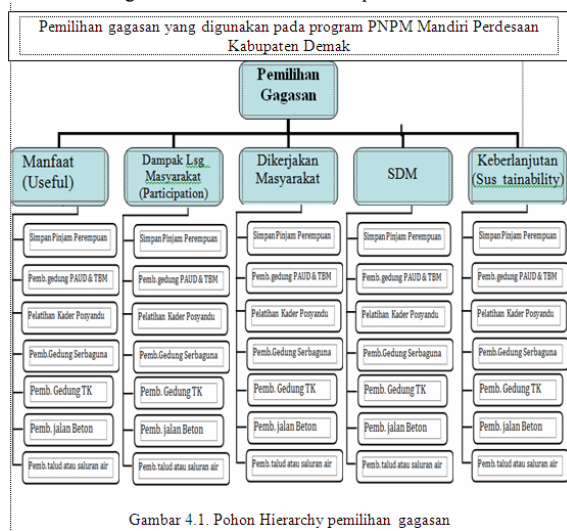 Pemilihan gagasan yang digunakan pada program PNPM Mandiri Perdesaan
Kabupaten Demak
Pemilihan
Gagasan
Manfaat
(Useful)
Dampak Lsg
Masyarakat
(Participation)
Dikerjakan
Masyarakat
SDM
Keberlanjutan
(Sus tainability)
Simpan Pinjam Perempuan
Pemb.gedung PAUD & TBM
Pelatihan Kader Posyandu
Pemb.Gedung Serbaguna
Pemb. Gedung TK
Pemb. jalan Beton
Pemb.talud atau saluran air
Simpan Pinjam Perempuan
Pemb.gedung PAUD & TBM
Pelatihan Kader Posyandu
Pemb.Gedung Serbaguna
Pemb. Gedung TK
Pemb. jalan Beton
Pemb.talud atau saluran air
Simpan Pinjam Perempuan
Pemb.gedung PAUD & TBM
Pelatihan Kader Posyandu
Pemb.Gedung Serbaguna
Pemb. Gedung TK
Pemb. jalan Beton
Pemb.talud atau saluran air
Simpan Pinjam Perempuan
Pemb.gedung PAUD & TBM
Pelatihan Kader Posyandu
Pemb.Gedung Serbaguna
Pemb. Gedung TK
Pemb. jalan Beton
Pemb.talud atau saluran air
Simpan Pinjam Perempuan
Pemb.gedung PAUD & TBM
Pelatihan Kader Posyandu
Pemb.Gedung Serbaguna
Pemb. Gedung TK
Pemb. jalan Beton
Pemb.talud atau saluran air
Gambar 4.1. Pohon Hierarchy pemilihan gagasan